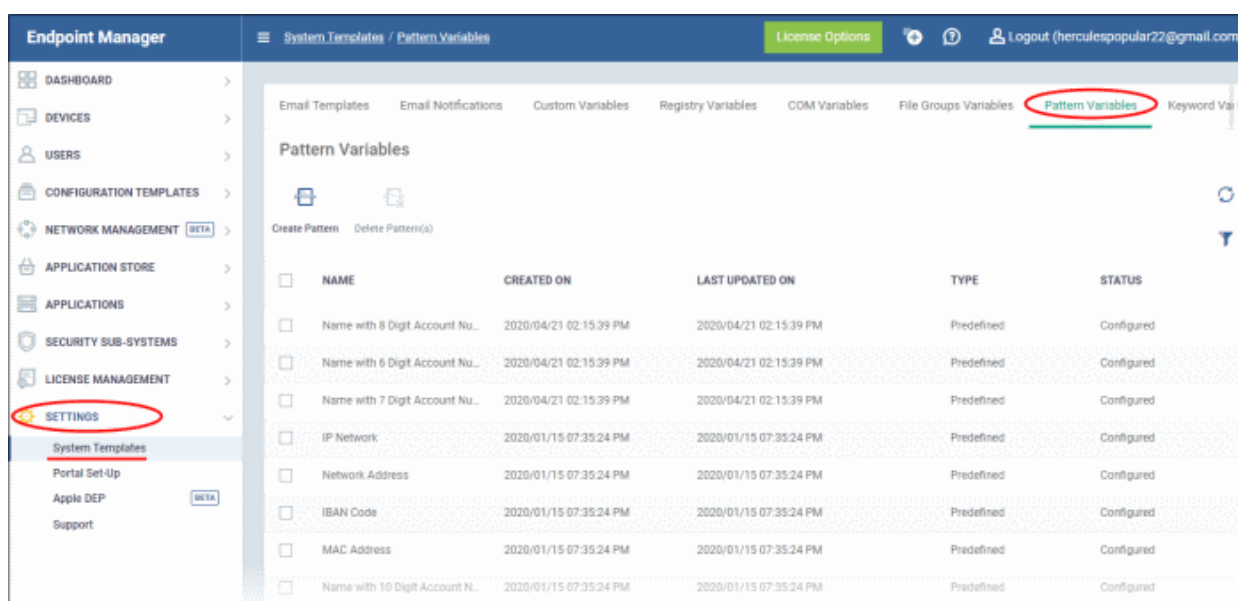 Endpoint Manager
System Templates / Pattern Variables
License Options
Logout (herculespopular22@gmail.com
DASHBOARD
DEVICES
USERS
CONFIGURATION TEMPLATES
NETWORK MANAGEMENT BETA
APPLICATION STORE
APPLICATIONS
SECURITY SUB-SYSTEMS
LICENSE MANAGEMENT
SETTINGS
System Templates
Portal Set-Up
Apple DEP BETA
Support
Email Templates Email Notifications Custom Variables Registry Variables COM Variables File Groups Variables Pattern Variables Keyword Var
Pattern Variables
Create Pattern Delete Pattern(s)
NAME CREATED ON LAST UPDATED ON TYPE STATUS
Name with 8 Digit Account Nu... 2020/04/21 02:15:39 PM 2020/04/21 02:15:39 PM Predefined Configured
Name with 6 Digit Account Nu... 2020/04/21 02:15:39 PM 2020/04/21 02:15:39 PM Predefined Configured
Name with 7 Digit Account Nu... 2020/04/21 02:15:39 PM 2020/04/21 02:15:39 PM Predefined Configured
IP Network 2020/01/15 07:35:24 PM 2020/01/15 07:35:24 PM Predefined Configured
Network Address 2020/01/15 07:35:24 PM 2020/01/15 07:35:24 PM Predefined Configured
IBAN Code 2020/01/15 07:35:24 PM 2020/01/15 07:35:24 PM Predefined Configured
MAC Address 2020/01/15 07:35:24 PM 2020/01/15 07:35:24 PM Predefined Configured
Name with 10 Digit Account N... 2020/01/15 07:35:24 PM 2020/01/15 07:35:24 PM Predefined Configured